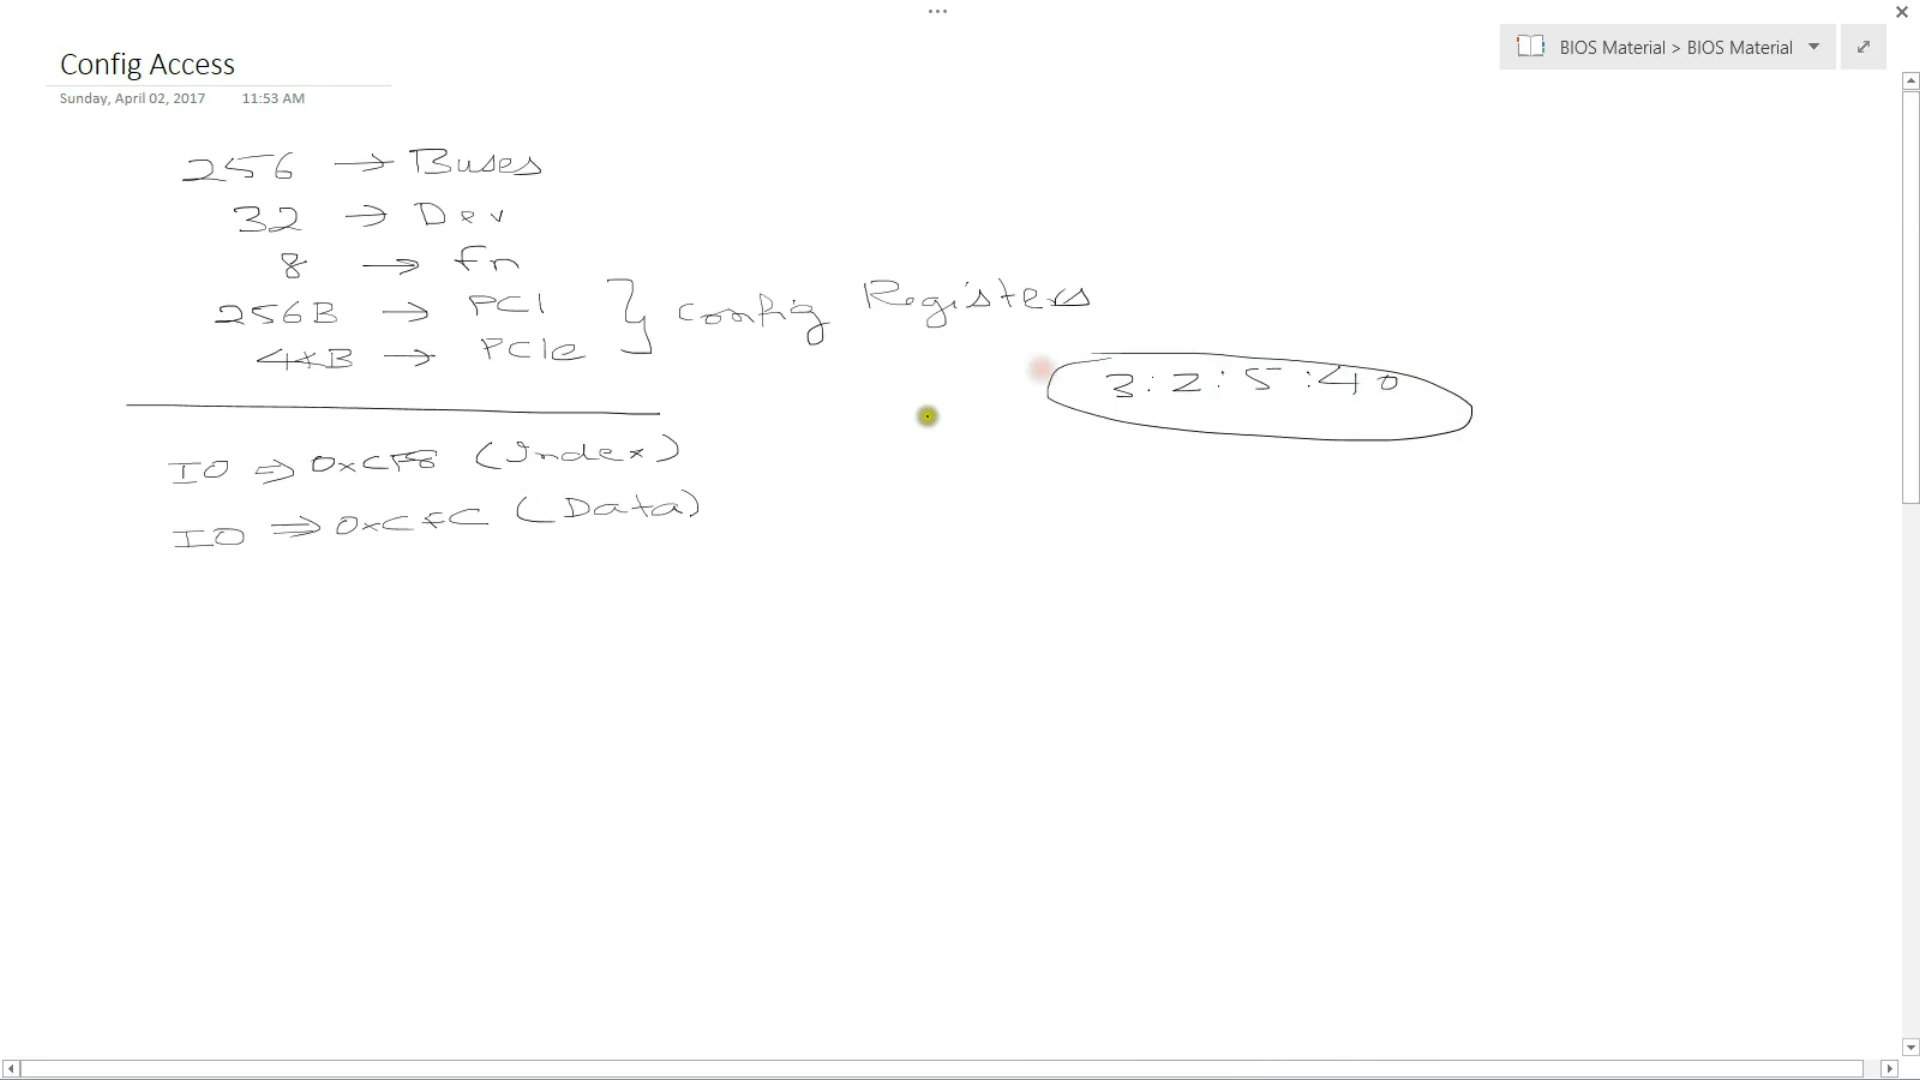 BIOS Material > BIOS Material
Config Access
Sunday, April 02, 2017 11:53 AM
256 → Buses
32 → Dev
8 → fn
256B → PCI
4KB → PCIe
} Config Registers
3:2:5:40
IO ⇒ 0xCF8 (Index)
IO ⇒ 0xCFC (Data)